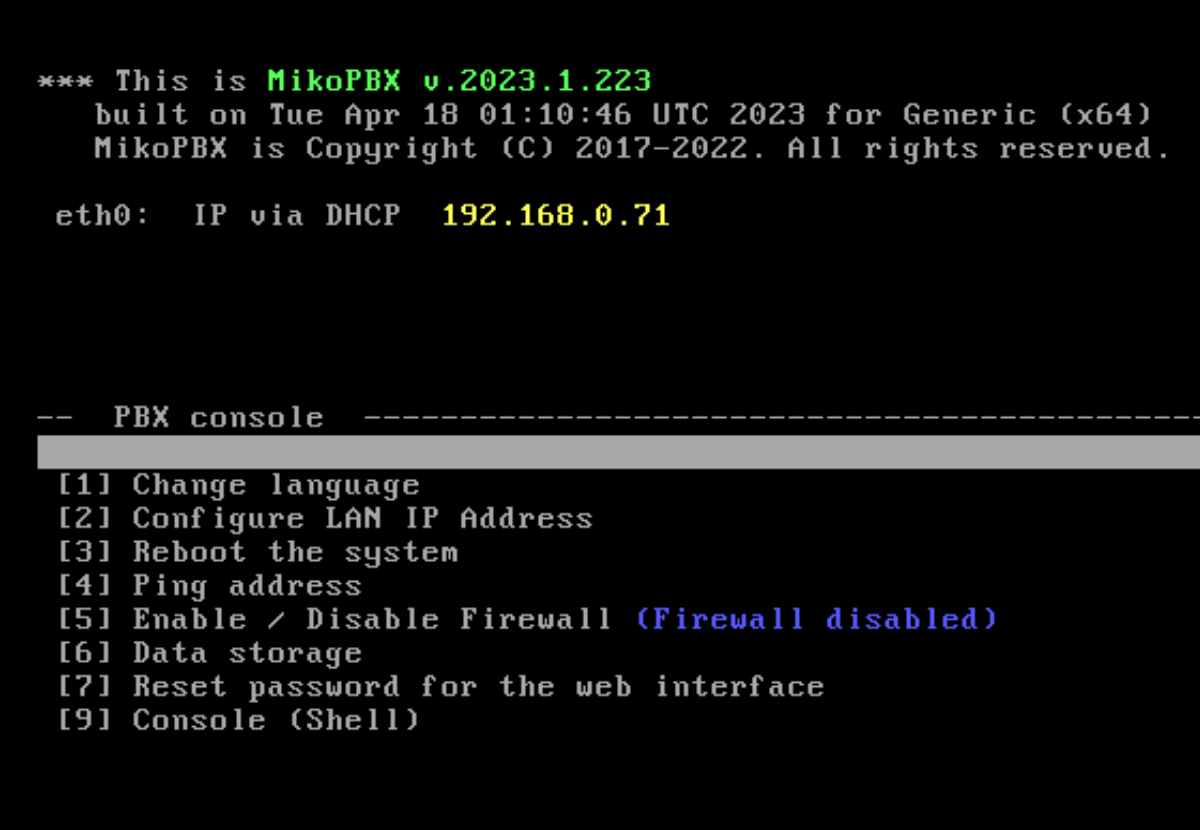 *** This is MikoPBX v.2023.1.223
built on Tue Apr 18 01:10:46 UTC 2023 for Generic (x64)
MikoPBX is Copyright (C) 2017-2022. All rights reserved.
eth0: IP via DHCP 192.168.0.71
-- PBX console --------------------------------------------
[1] Change language
[2] Configure LAN IP Address
[3] Reboot the system
[4] Ping address
[5] Enable / Disable Firewall (Firewall disabled)
[6] Data storage
[7] Reset password for the web interface
[9] Console (Shell)